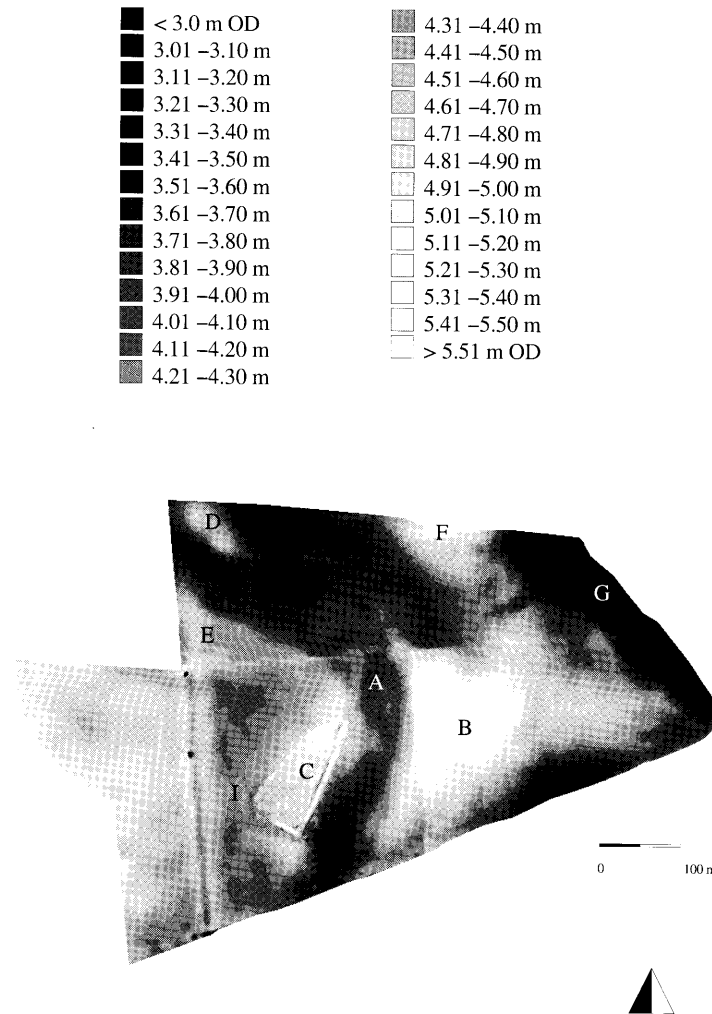 < 3.0 m OD
3.01 –3.10 m
3.11 –3.20 m
3.21 –3.30 m
3.31 –3.40 m
3.41 –3.50 m
3.51 –3.60 m
3.61 –3.70 m
3.71 –3.80 m
3.81 –3.90 m
3.91 –4.00 m
4.01 –4.10 m
4.11 –4.20 m
4.21 –4.30 m
4.31 –4.40 m
4.41 –4.50 m
4.51 –4.60 m
4.61 –4.70 m
4.71 –4.80 m
4.81 –4.90 m
4.91 –5.00 m
5.01 –5.10 m
5.11 –5.20 m
5.21 –5.30 m
5.31 –5.40 m
5.41 –5.50 m
> 5.51 m OD
D
F
G
E
A
B
C
I
0 100 m